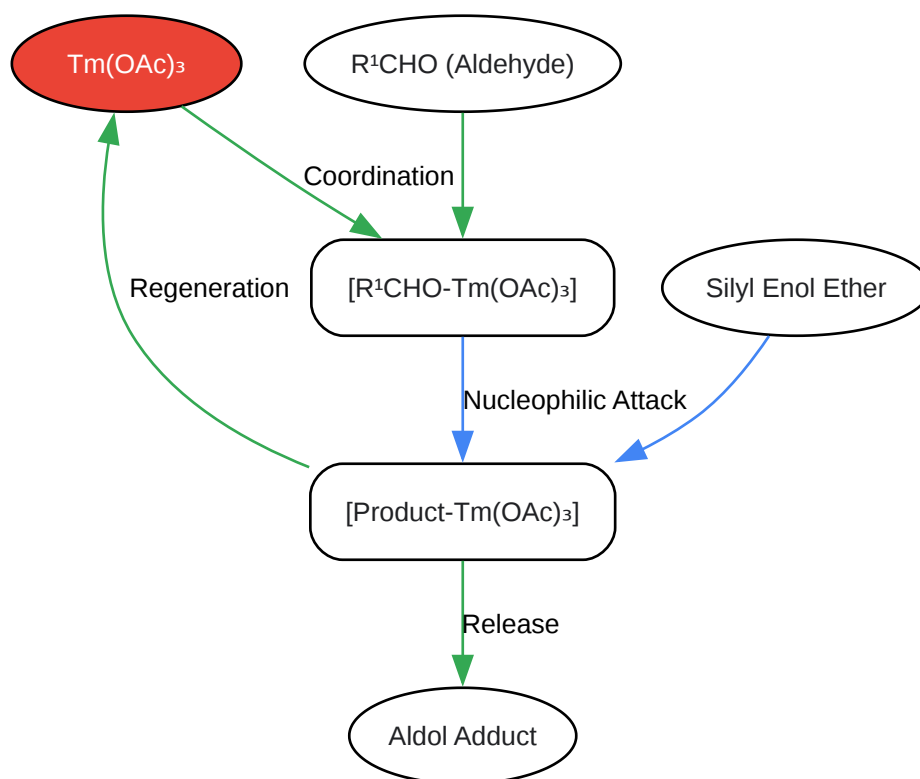 Tm(OAc)₃
R¹CHO (Aldehyde)
Coordination
[R¹CHO-Tm(OAc)₃]
Silyl Enol Ether
Regeneration
Nucleophilic Attack
[Product-Tm(OAc)₃]
Release
Aldol Adduct